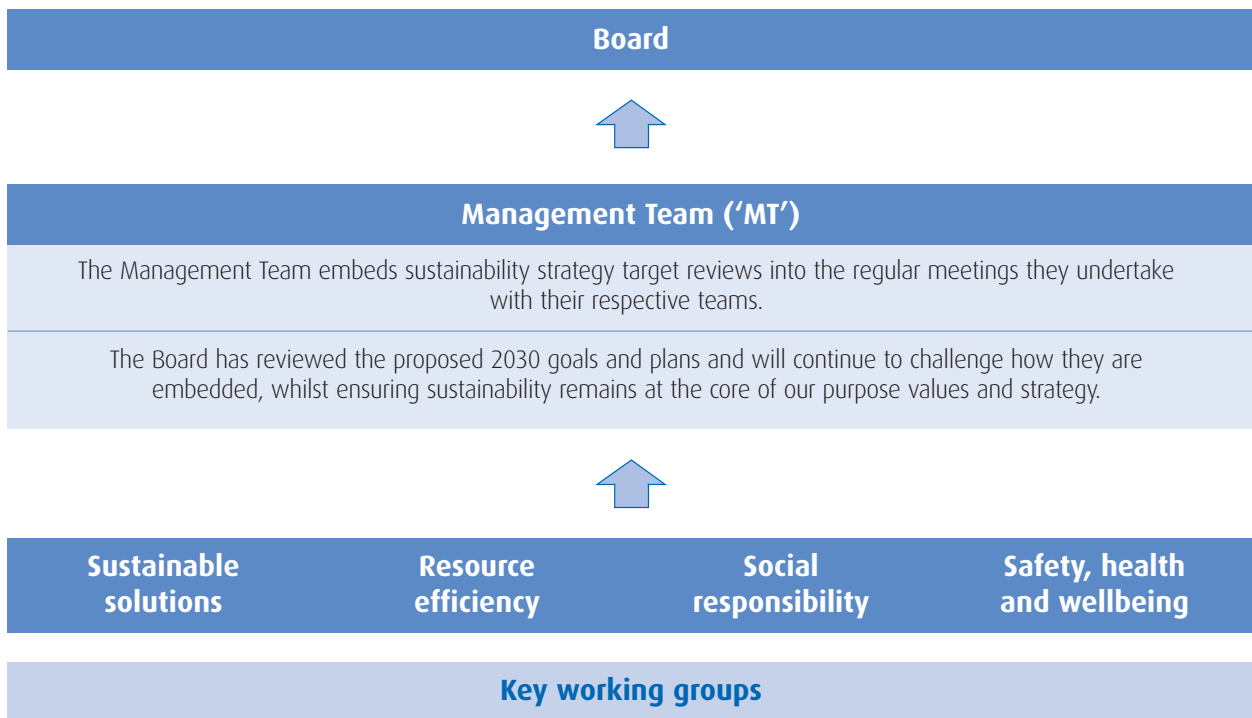 Board
Management Team (‘MT’)
The Management Team embeds sustainability strategy target reviews into the regular meetings they undertake
with their respective teams.
The Board has reviewed the proposed 2030 goals and plans and will continue to challenge how they are
embedded, whilst ensuring sustainability remains at the core of our purpose values and strategy.
Sustainable
solutions
Resource
efficiency
Social
responsibility
Safety, health
and wellbeing
Key working groups